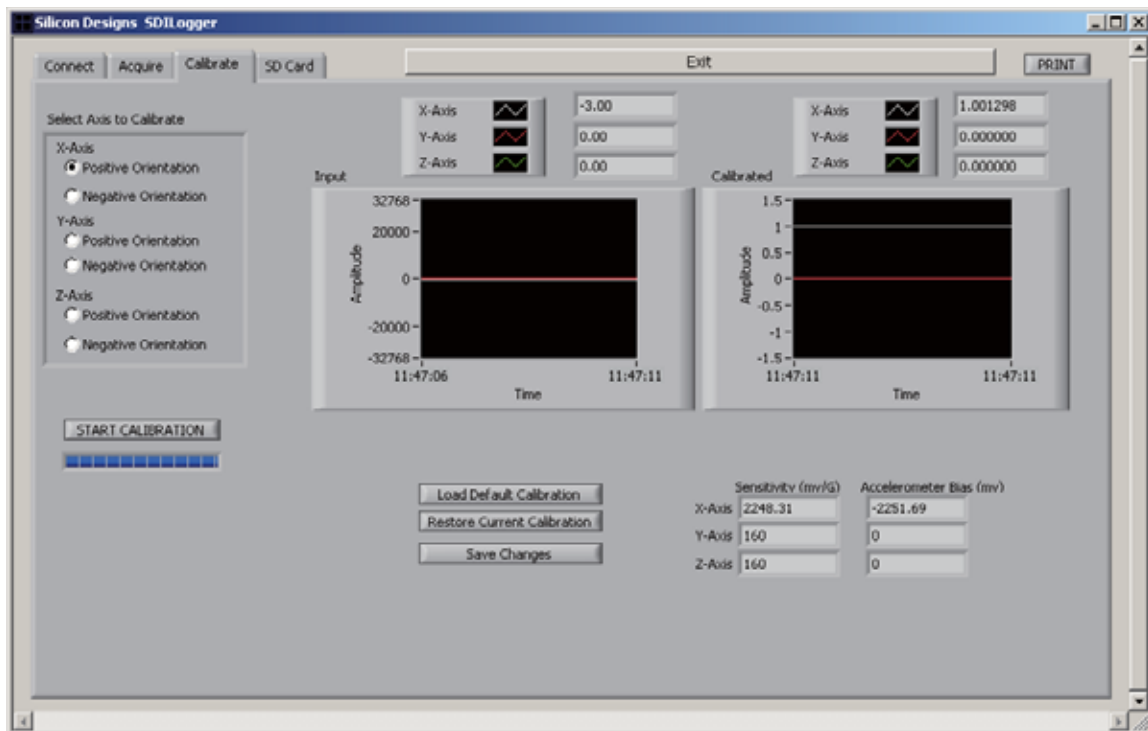 Silicon Designs SDILogger
Connect
Acquire
Calibrate
SD Card
Exit
PRINT
Select Axis to Calibrate
X-Axis
Positive Orientation
Negative Orientation
Y-Axis
Positive Orientation
Negative Orientation
Z-Axis
Positive Orientation
Negative Orientation
START CALIBRATION
X-Axis -3.00
Y-Axis 0.00
Z-Axis 0.00
Input
Amplitude
32768
20000
0
-20000
-32768
11:47:06 11:47:11
Time
X-Axis 1.001298
Y-Axis 0.000000
Z-Axis 0.000000
Calibrated
Amplitude
1.5
1
0.5
0
-0.5
-1
-1.5
11:47:11 11:47:11
Time
Load Default Calibration
Restore Current Calibration
Save Changes
Sensitivity (mv/G) Accelerometer Bias (mv)
X-Axis 2248.31 -2251.69
Y-Axis 160 0
Z-Axis 160 0